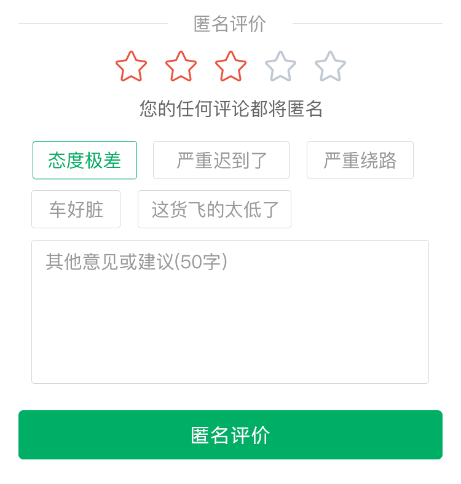 匿名评价
您的任何评论都将匿名
态度极差 严重迟到了 严重绕路
车好脏 这货飞的太低了
其他意见或建议(50字)
匿名评价